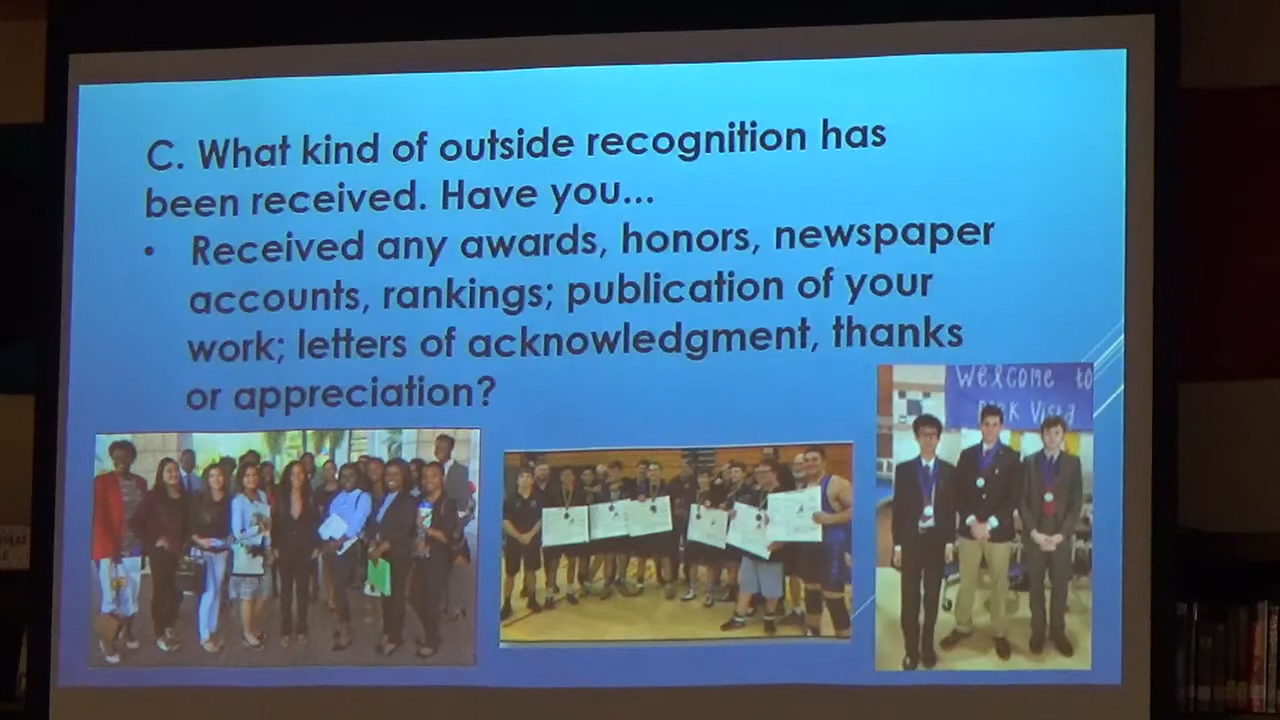 C. What kind of outside recognition has
been received. Have you...
• Received any awards, honors, newspaper
accounts, rankings; publication of your
work; letters of acknowledgment, thanks
or appreciation?
Welcome to
Vista